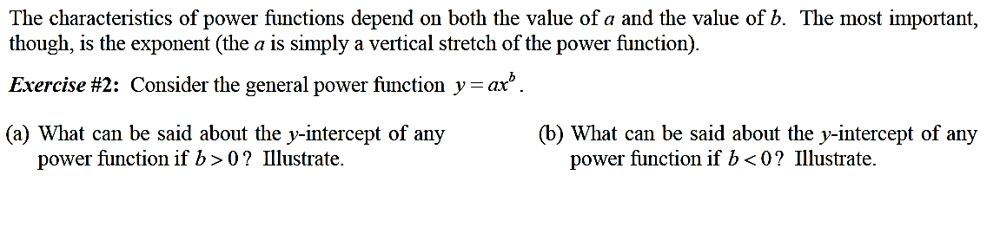 The characteristics of power functions depend on both the value of a and the value of b.  The most important,
though, is the exponent (the a is simply a vertical stretch of the power function).
Exercise #2:  Consider the general power function y = ax^b .
(a) What can be said about the y-intercept of any
power function if b > 0 ?  Illustrate.
(b) What can be said about the y-intercept of any
power function if b < 0 ?  Illustrate.